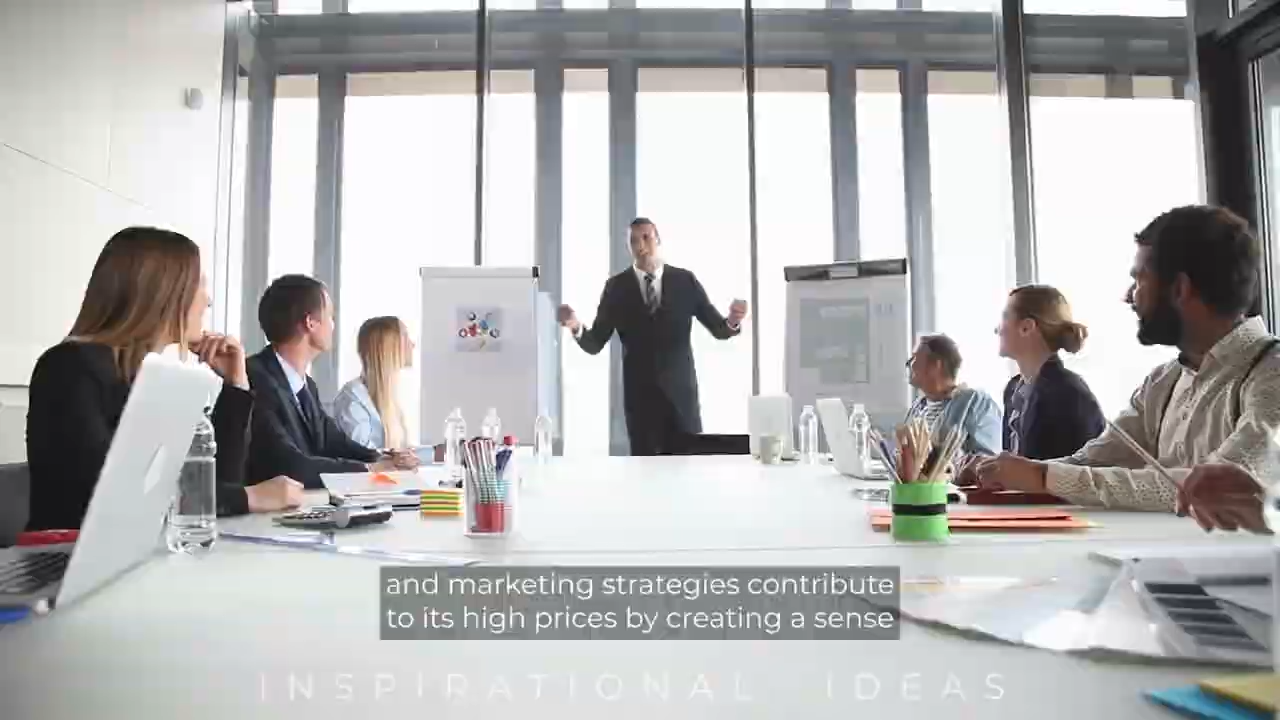 and marketing strategies contribute
to its high prices by creating a sense
INSPIRATIONAL IDEAS